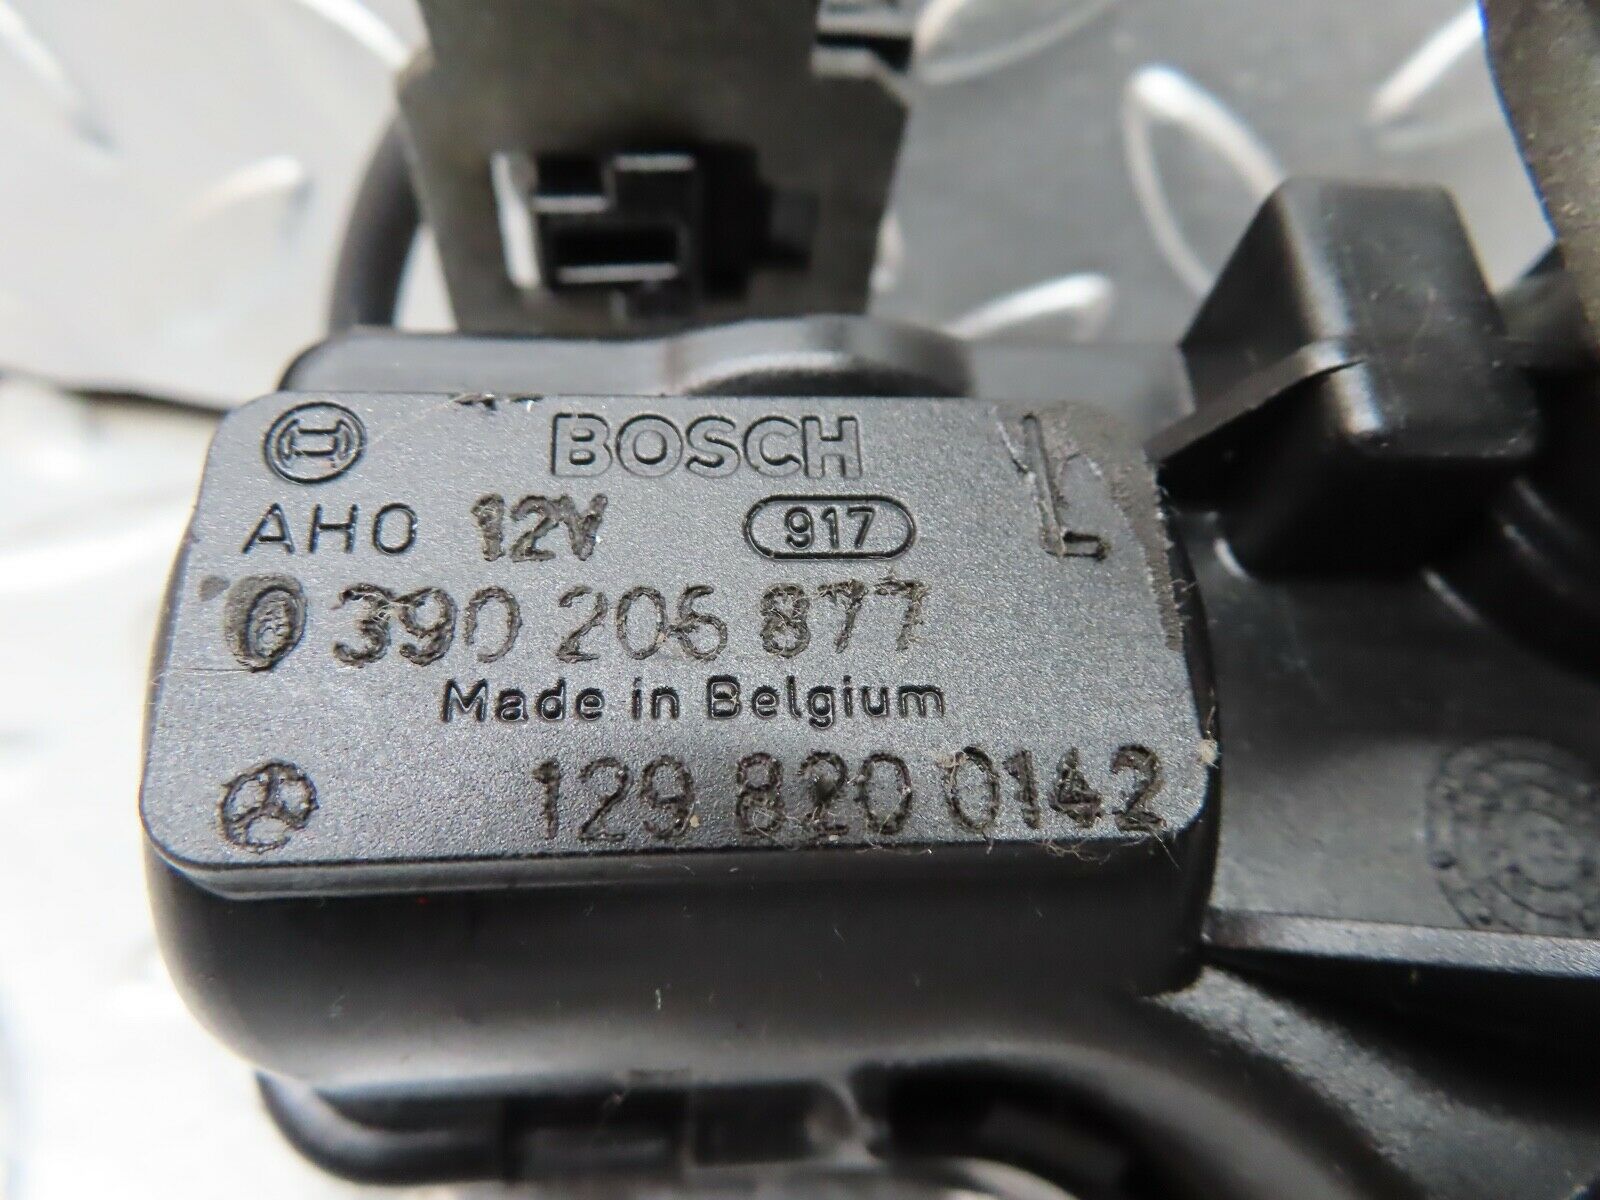 BOSCH L
AHO 12V 917
0 390 206 877
Made in Belgium
129 820 0142